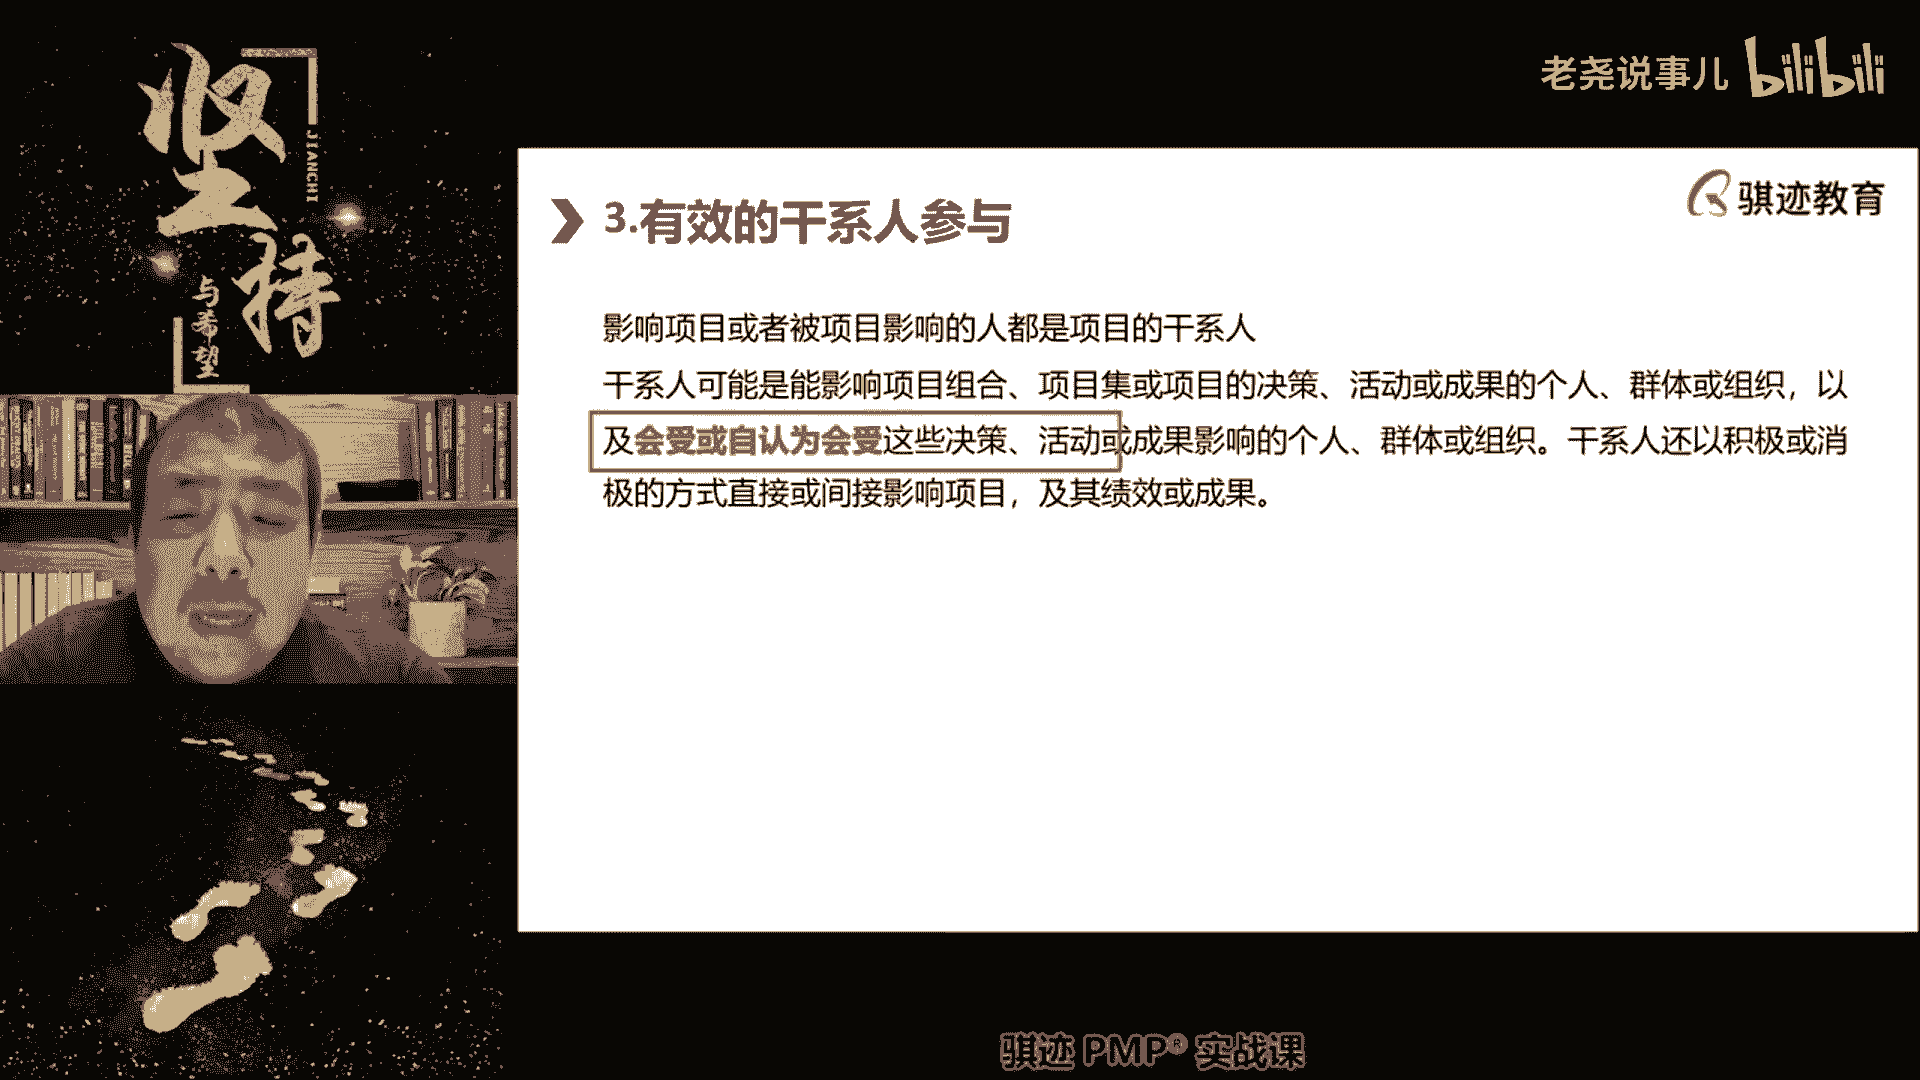 坚持
JIANCHI
与希望
老尧说事儿 bilibili
骐迹教育
3.有效的干系人参与
影响项目或者被项目影响的人都是项目的干系人
干系人可能是能影响项目组合、项目集或项目的决策、活动或成果的个人、群体或组织，以
及会受或自认为会受这些决策、活动或成果影响的个人、群体或组织。干系人还以积极或消
极的方式直接或间接影响项目，及其绩效或成果。
骐迹 PMP® 实战课